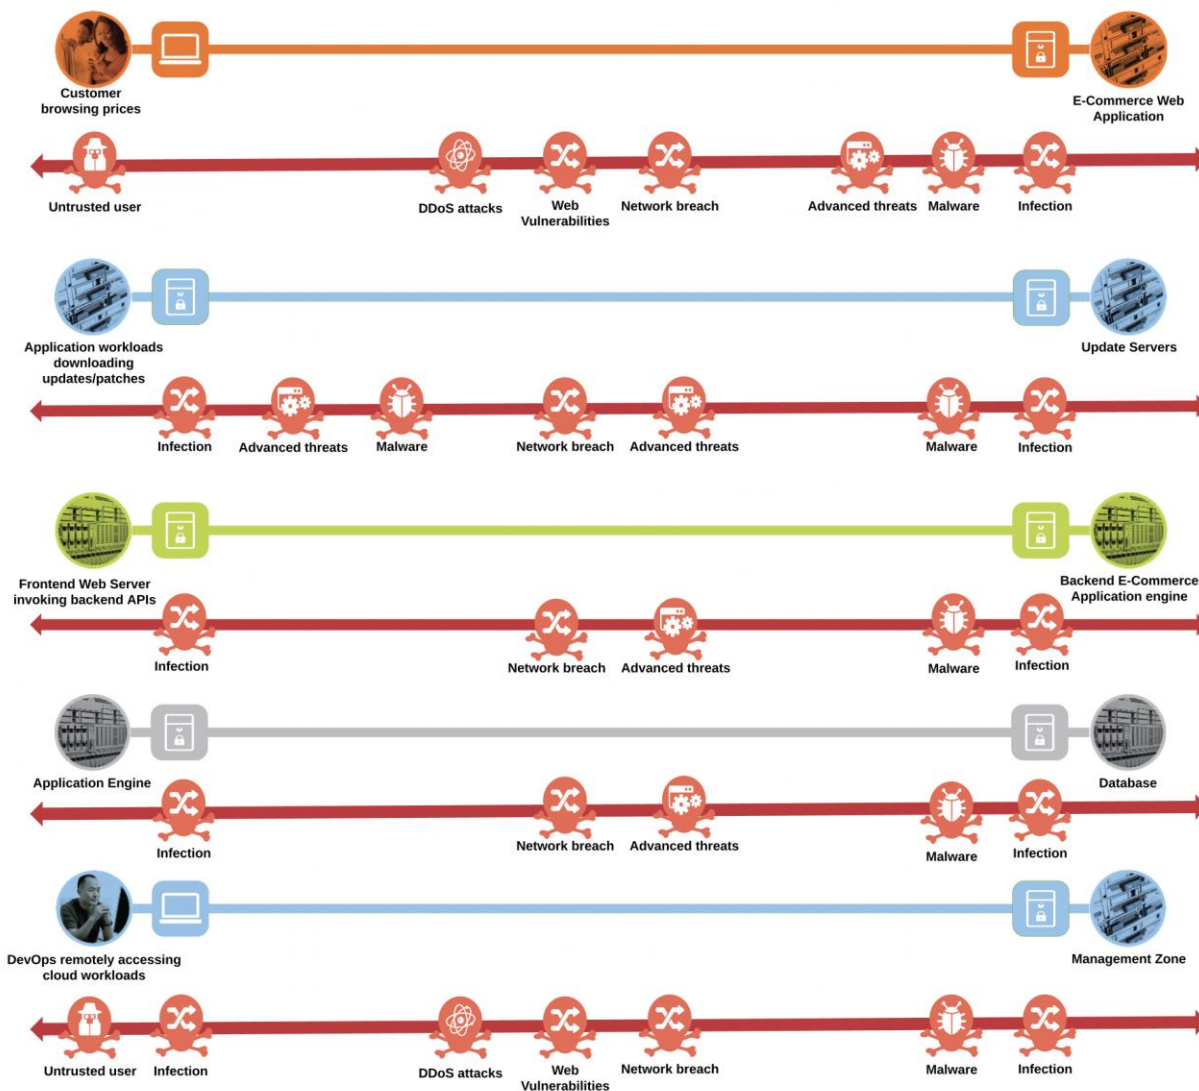 Customer
browsing prices
E-Commerce Web
Application
Untrusted user
DDoS attacks
Web
Vulnerabilities
Network breach
Advanced threats
Malware
Infection
Application workloads
downloading
updates/patches
Update Servers
Infection
Advanced threats
Malware
Network breach
Advanced threats
Malware
Infection
Frontend Web Server
invoking backend APIs
Backend E-Commerce
Application engine
Infection
Network breach
Advanced threats
Malware
Infection
Application Engine
Database
Infection
Network breach
Advanced threats
Malware
Infection
DevOps remotely accessing
cloud workloads
Management Zone
Untrusted user
Infection
DDoS attacks
Web
Vulnerabilities
Network breach
Malware
Infection